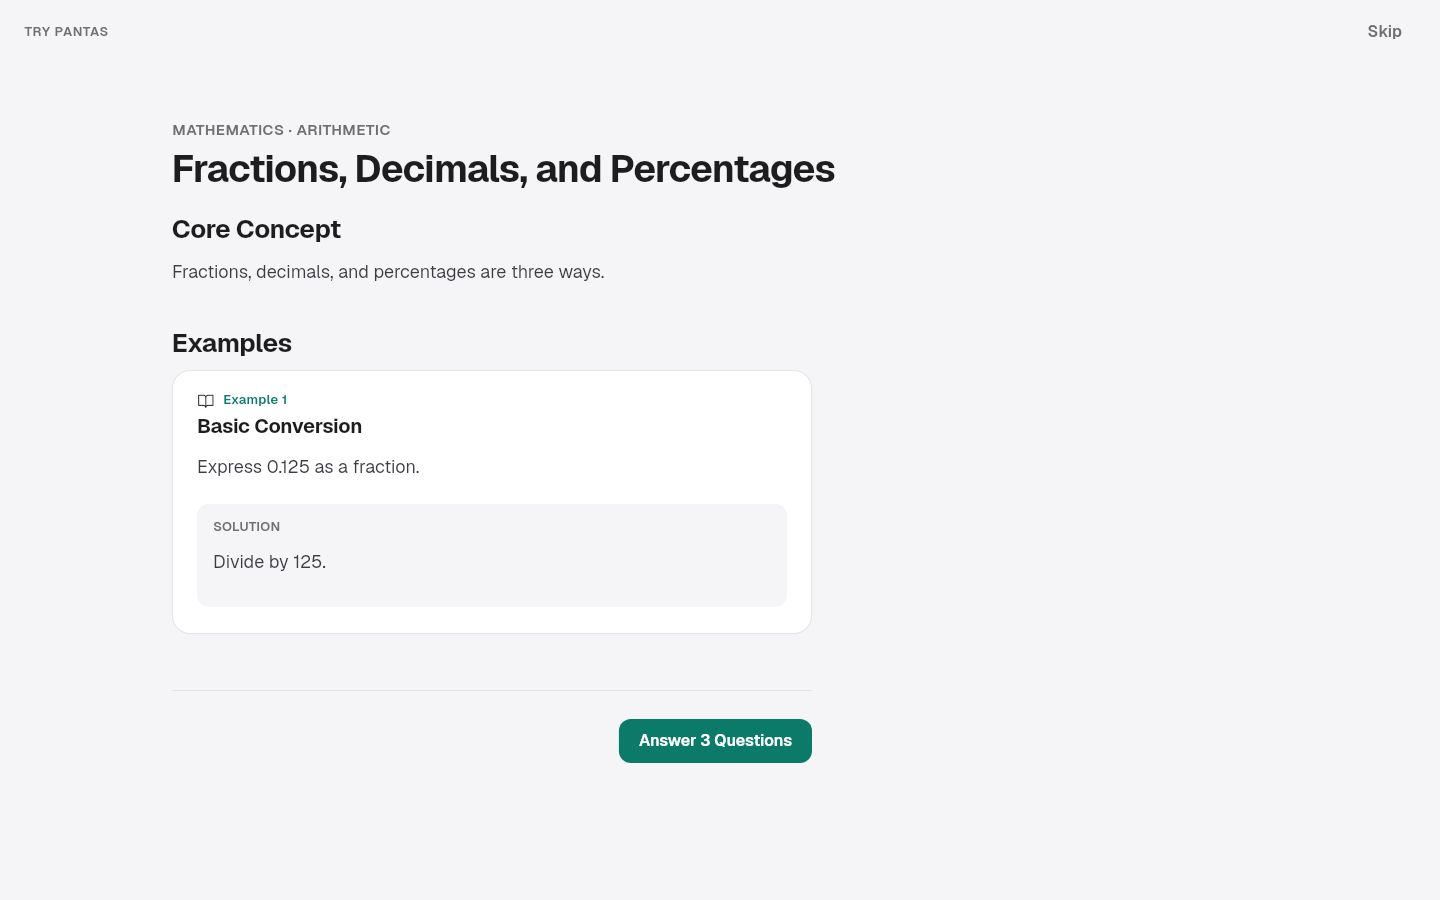 TRY PANTAS
Skip
MATHEMATICS · ARITHMETIC
Fractions, Decimals, and Percentages
Core Concept
Fractions, decimals, and percentages are three ways.
Examples
Example 1
Basic Conversion
Express 0.125 as a fraction.
SOLUTION
Divide by 125.
Answer 3 Questions